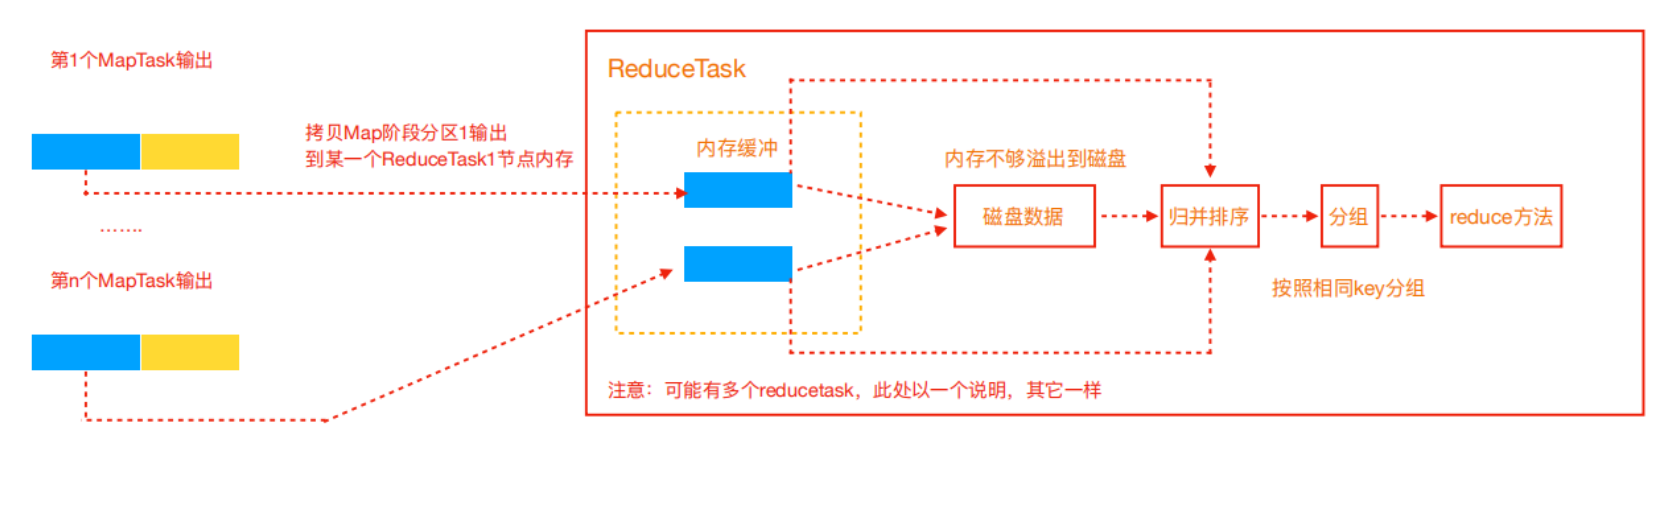 第1个MapTask输出
拷贝Map阶段分区1输出
到某一个ReduceTask1节点内存
.......
第n个MapTask输出
ReduceTask
内存缓冲
内存不够溢出到磁盘
磁盘数据
归并排序
分组
reduce方法
按照相同key分组
注意：可能有多个reducetask，此处以一个说明，其它一样